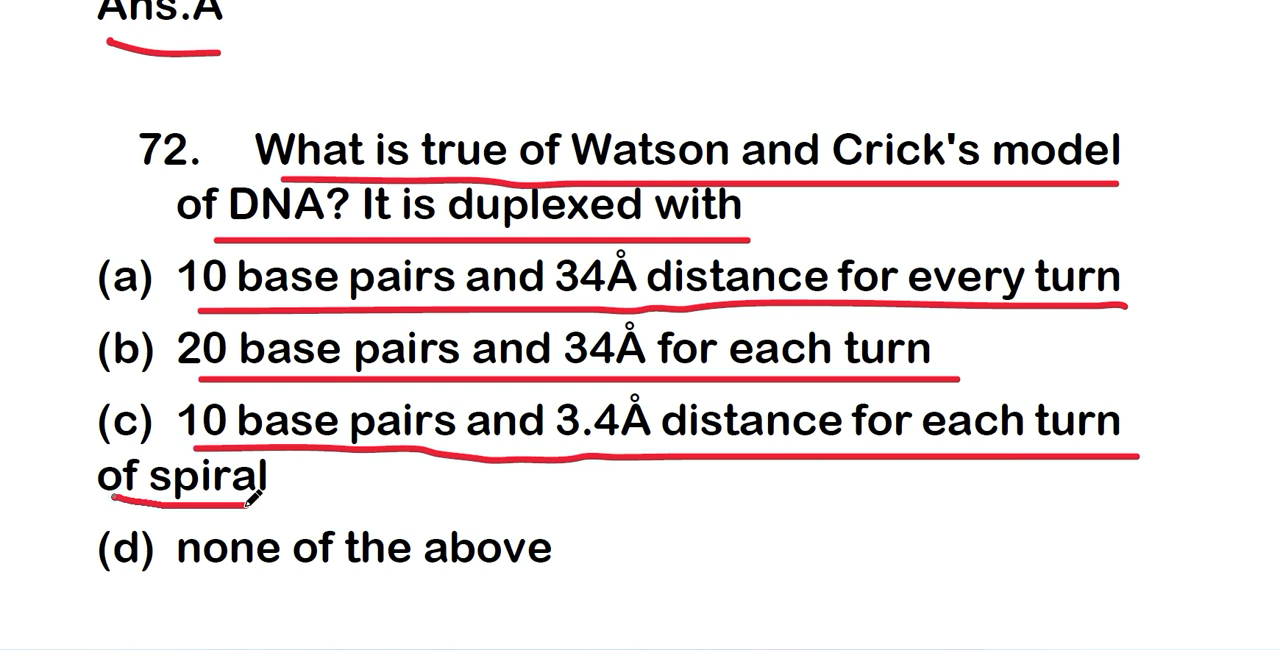 Ans.A
72. What is true of Watson and Crick's model
of DNA? It is duplexed with
(a) 10 base pairs and 34Å distance for every turn
(b) 20 base pairs and 34Å for each turn
(c) 10 base pairs and 3.4Å distance for each turn
of spiral
(d) none of the above